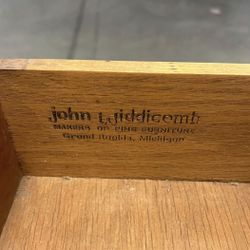 john widdicomb
MAKERS OF FINE FURNITURE
Grand Rapids, Michigan